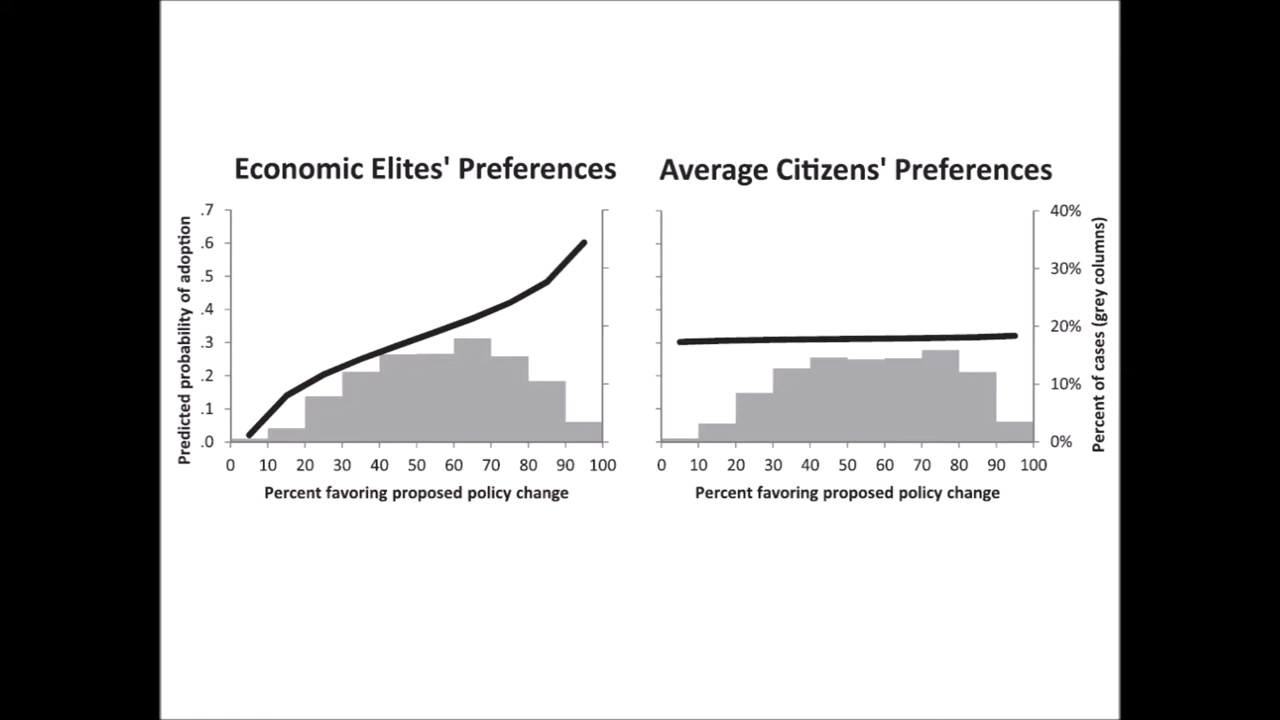 Economic Elites' Preferences
Predicted probability of adoption
.7
.6
.5
.4
.3
.2
.1
.0
0 10 20 30 40 50 60 70 80 90 100
Percent favoring proposed policy change
Average Citizens' Preferences
40%
30%
20%
10%
0%
Percent of cases (grey columns)
0 10 20 30 40 50 60 70 80 90 100
Percent favoring proposed policy change